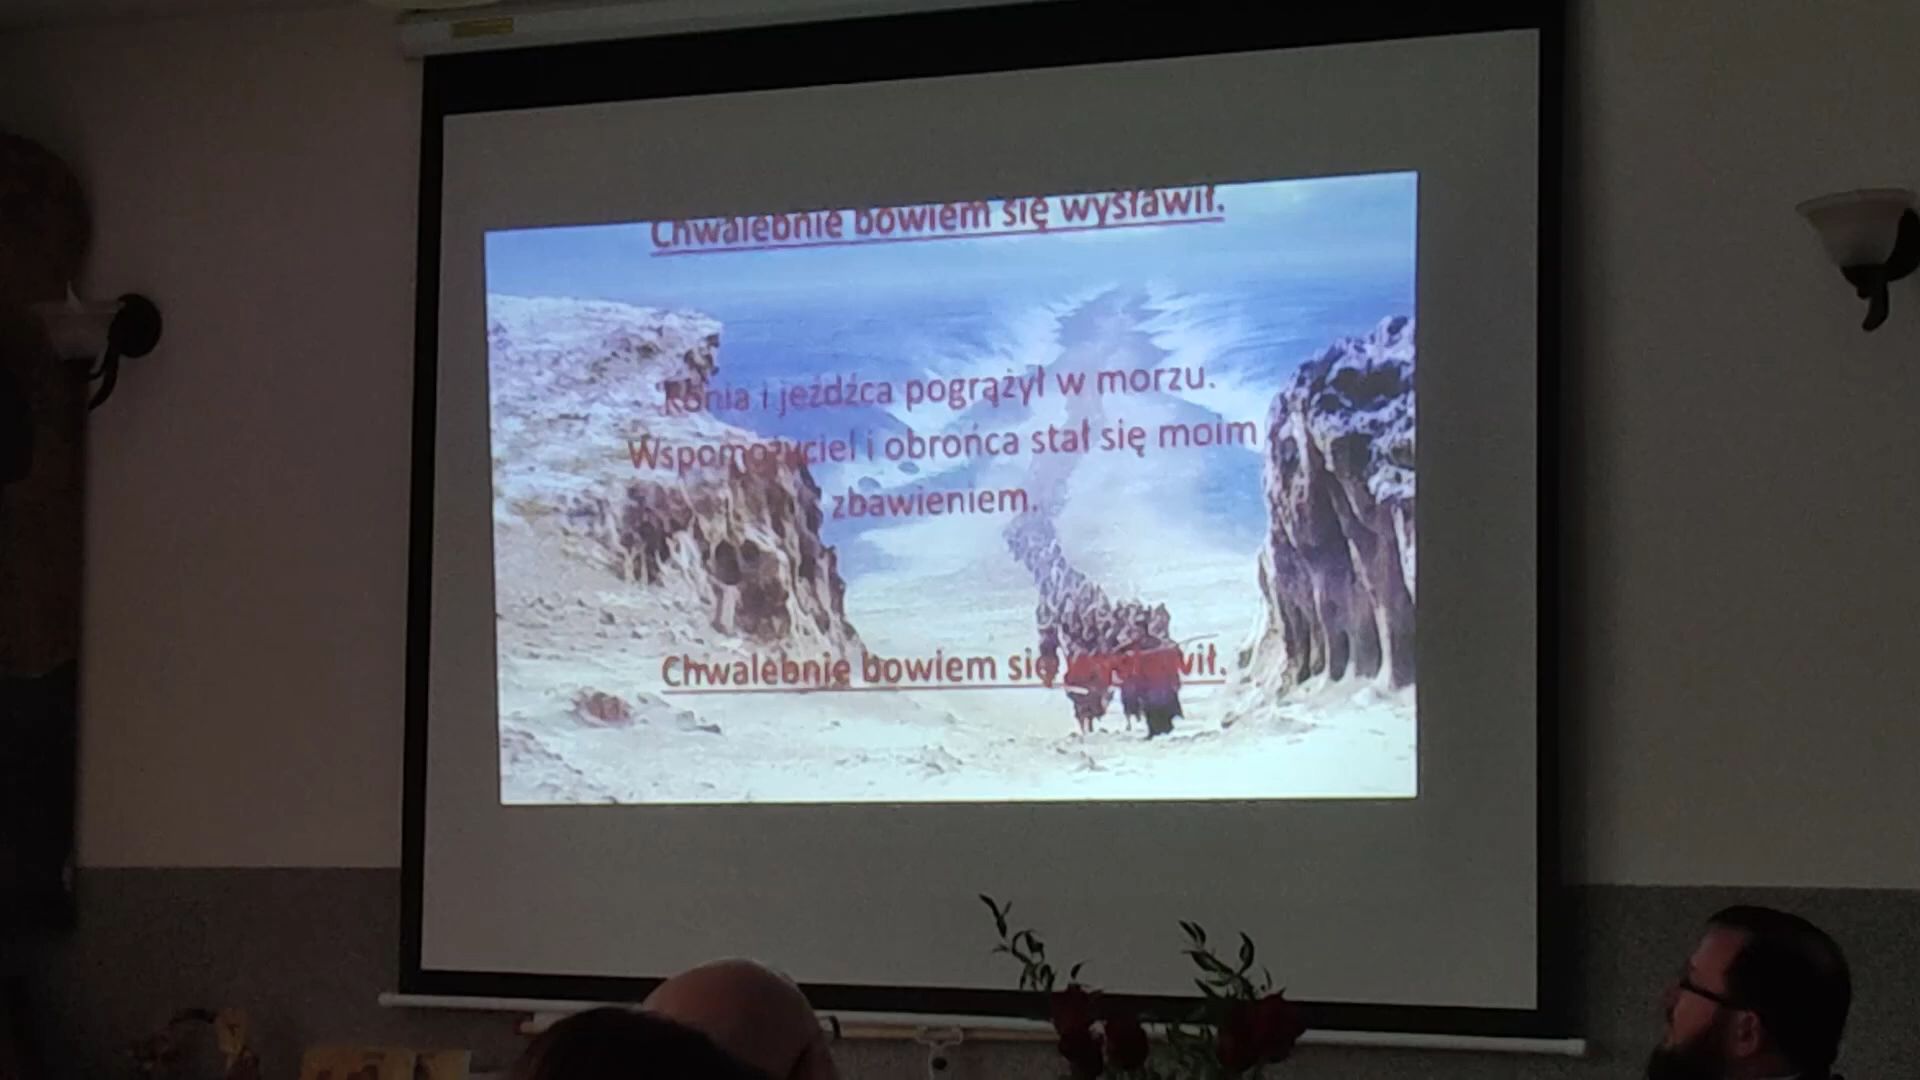 Chwalebnie bowiem się wysławił.
Konia i jeźdźca pogrążył w morzu.
Wspomożyciel i obrońca stał się moim
zbawieniem.
Chwalebnie bowiem się wysławił.